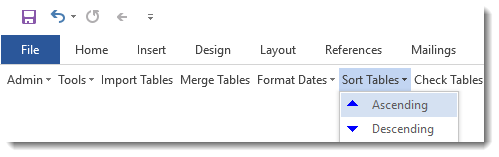 File Home Insert Design Layout References Mailings
Admin Tools Import Tables Merge Tables Format Dates Sort Tables Check Tables
Ascending
Descending